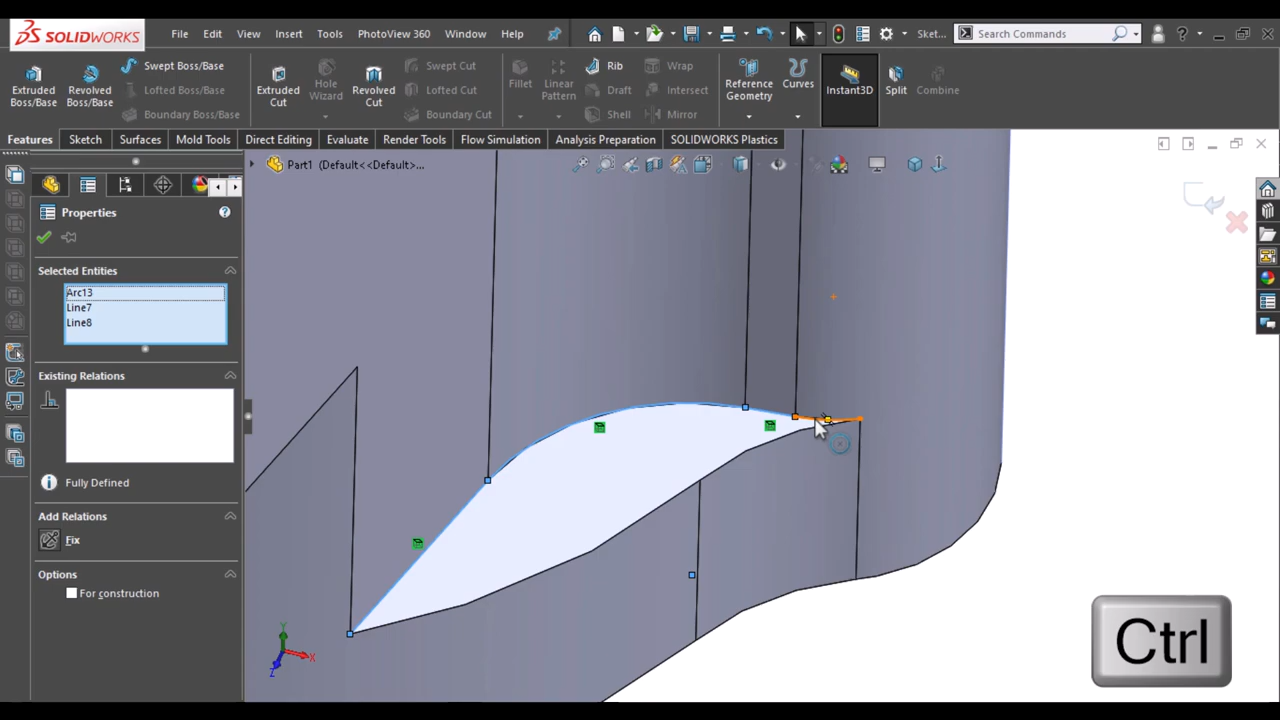 SOLIDWORKS File Edit View Insert Tools PhotoView 360 Window Help Sket... Search Commands
Extruded Boss/Base Revolved Boss/Base Swept Boss/Base Lofted Boss/Base Boundary Boss/Base Extruded Cut Hole Wizard Revolved Cut Swept Cut Lofted Cut Boundary Cut Fillet Linear Pattern Rib Draft Shell Wrap Intersect Mirror Reference Geometry Curves Instant3D Split Combine
Features Sketch Surfaces Mold Tools Direct Editing Evaluate Render Tools Flow Simulation Analysis Preparation SOLIDWORKS Plastics
Part1 (Default<<Default>...
Properties
Selected Entities
Arc13
Line7
Line8
Existing Relations
Fully Defined
Add Relations
Fix
Options
For construction
Y
X
Z
Ctrl